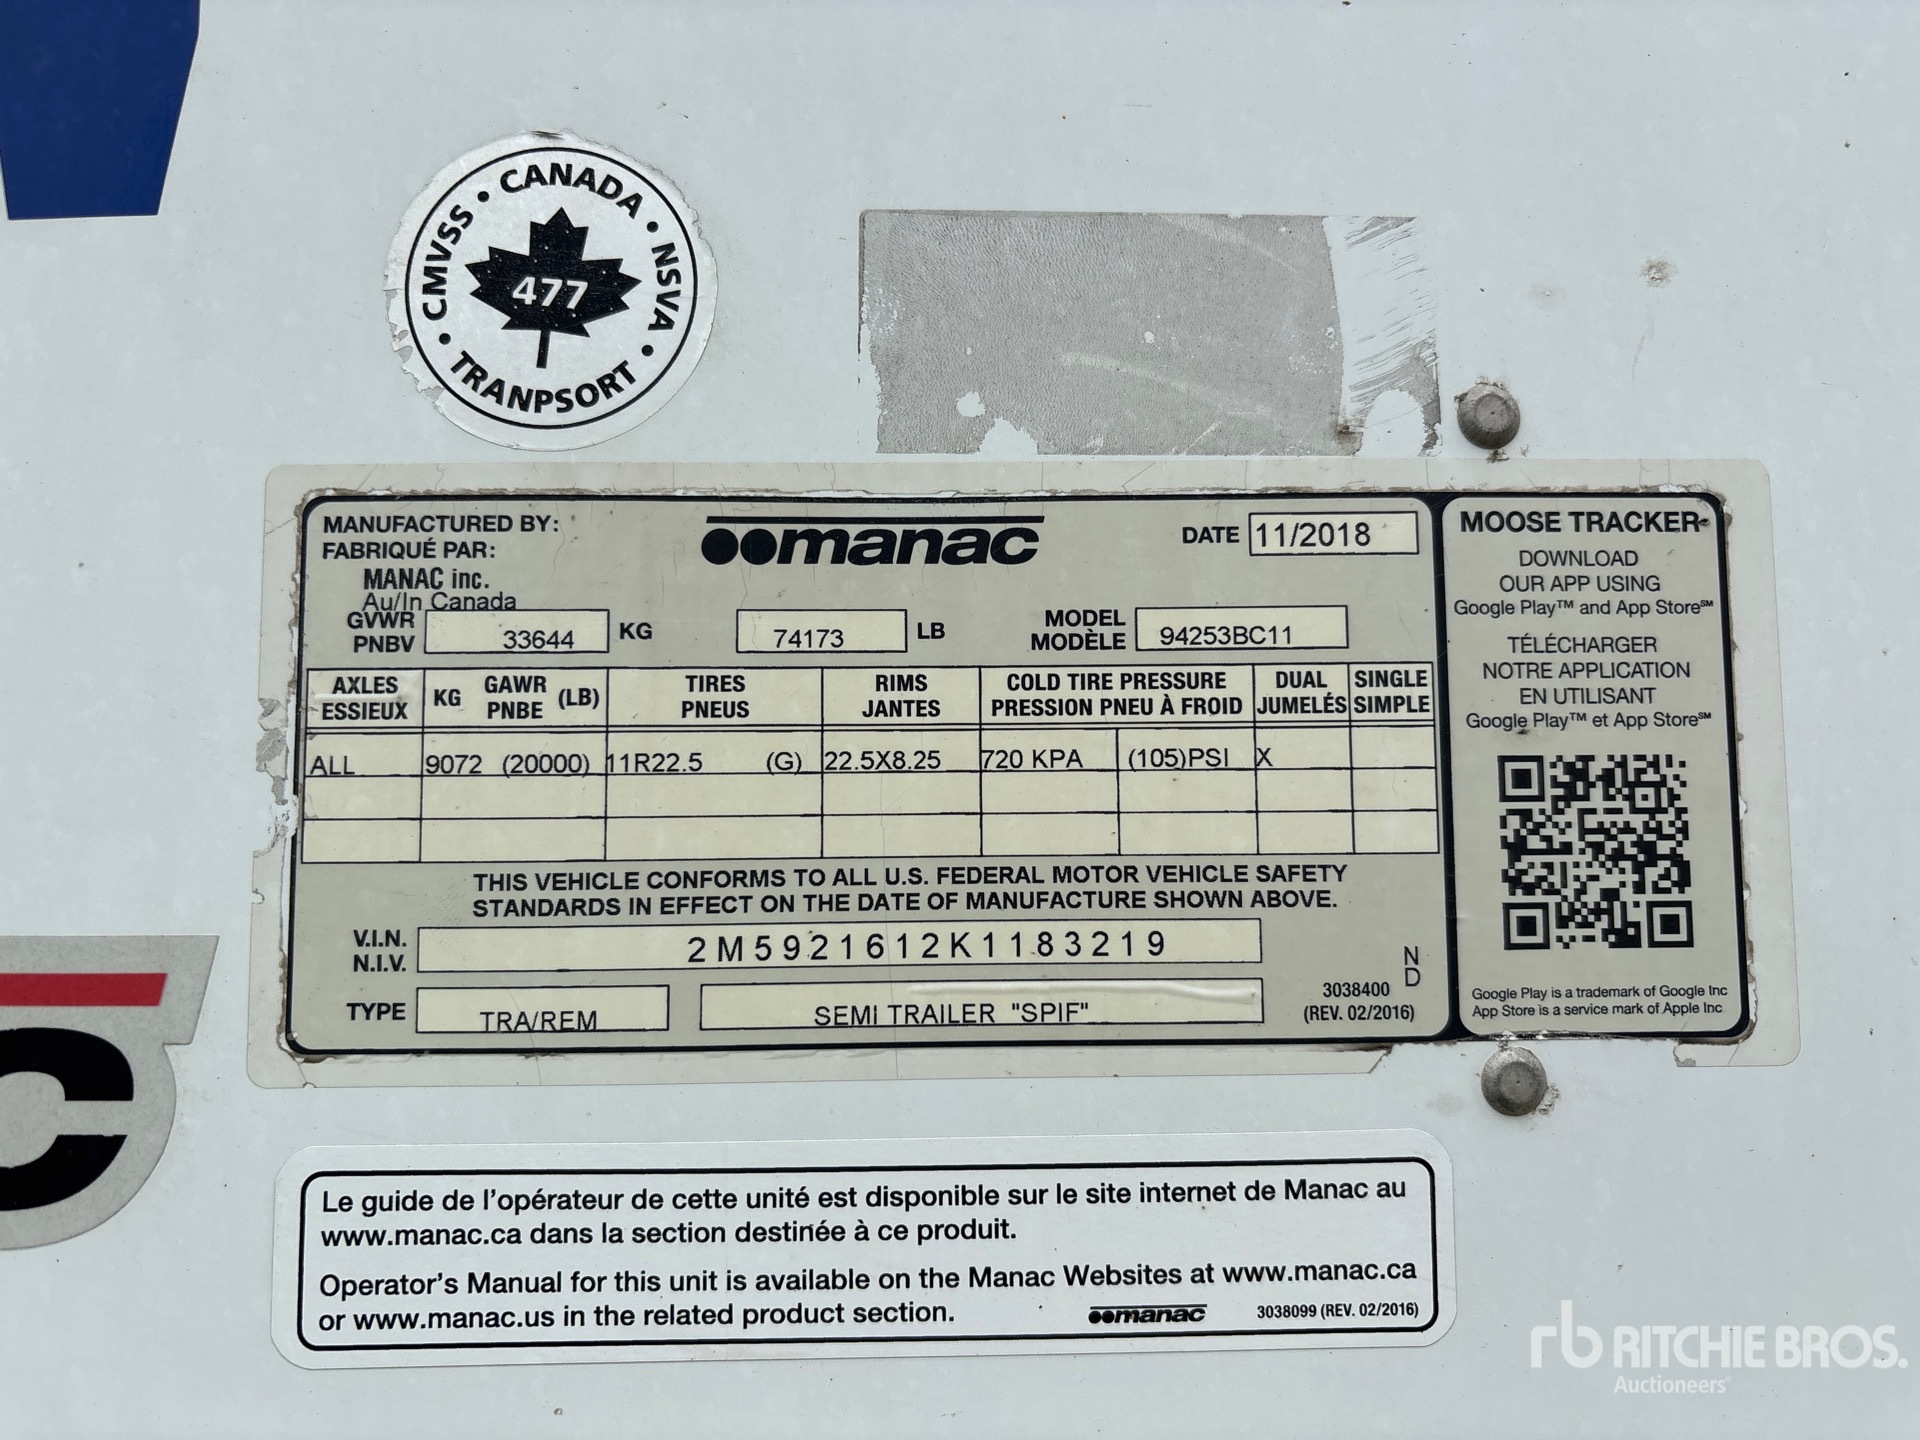 CANADA • NSVA • TRANPSORT • CMVSS •
477
MANUFACTURED BY:
FABRIQUÉ PAR:
MANAC inc.
Au/In Canada
manac
DATE 11/2018
GVWR
PNBV 33644 KG 74173 LB
MODEL
MODÈLE 94253BC11
AXLES
ESSIEUX
KG GAWR (LB)
PNBE
TIRES
PNEUS
RIMS
JANTES
COLD TIRE PRESSURE
PRESSION PNEU À FROID
DUAL
JUMELÉS
SINGLE
SIMPLE
ALL 9072 (20000) 11R22.5 (G) 22.5X8.25 720 KPA (105)PSI X
THIS VEHICLE CONFORMS TO ALL U.S. FEDERAL MOTOR VEHICLE SAFETY
STANDARDS IN EFFECT ON THE DATE OF MANUFACTURE SHOWN ABOVE.
V.I.N.
N.I.V. 2M5921612K1183219
TYPE TRA/REM SEMI TRAILER "SPIF"
N
D
3038400
(REV. 02/2016)
MOOSE TRACKER
DOWNLOAD
OUR APP USING
Google Play™ and App Store℠
TÉLÉCHARGER
NOTRE APPLICATION
EN UTILISANT
Google Play™ et App Store℠
Google Play is a trademark of Google Inc
App Store is a service mark of Apple Inc
C
Le guide de l'opérateur de cette unité est disponible sur le site internet de Manac au
www.manac.ca dans la section destinée à ce produit.
Operator's Manual for this unit is available on the Manac Websites at www.manac.ca
or www.manac.us in the related product section.
manac
3038099 (REV. 02/2016)
rb RITCHIE BROS.
Auctioneers